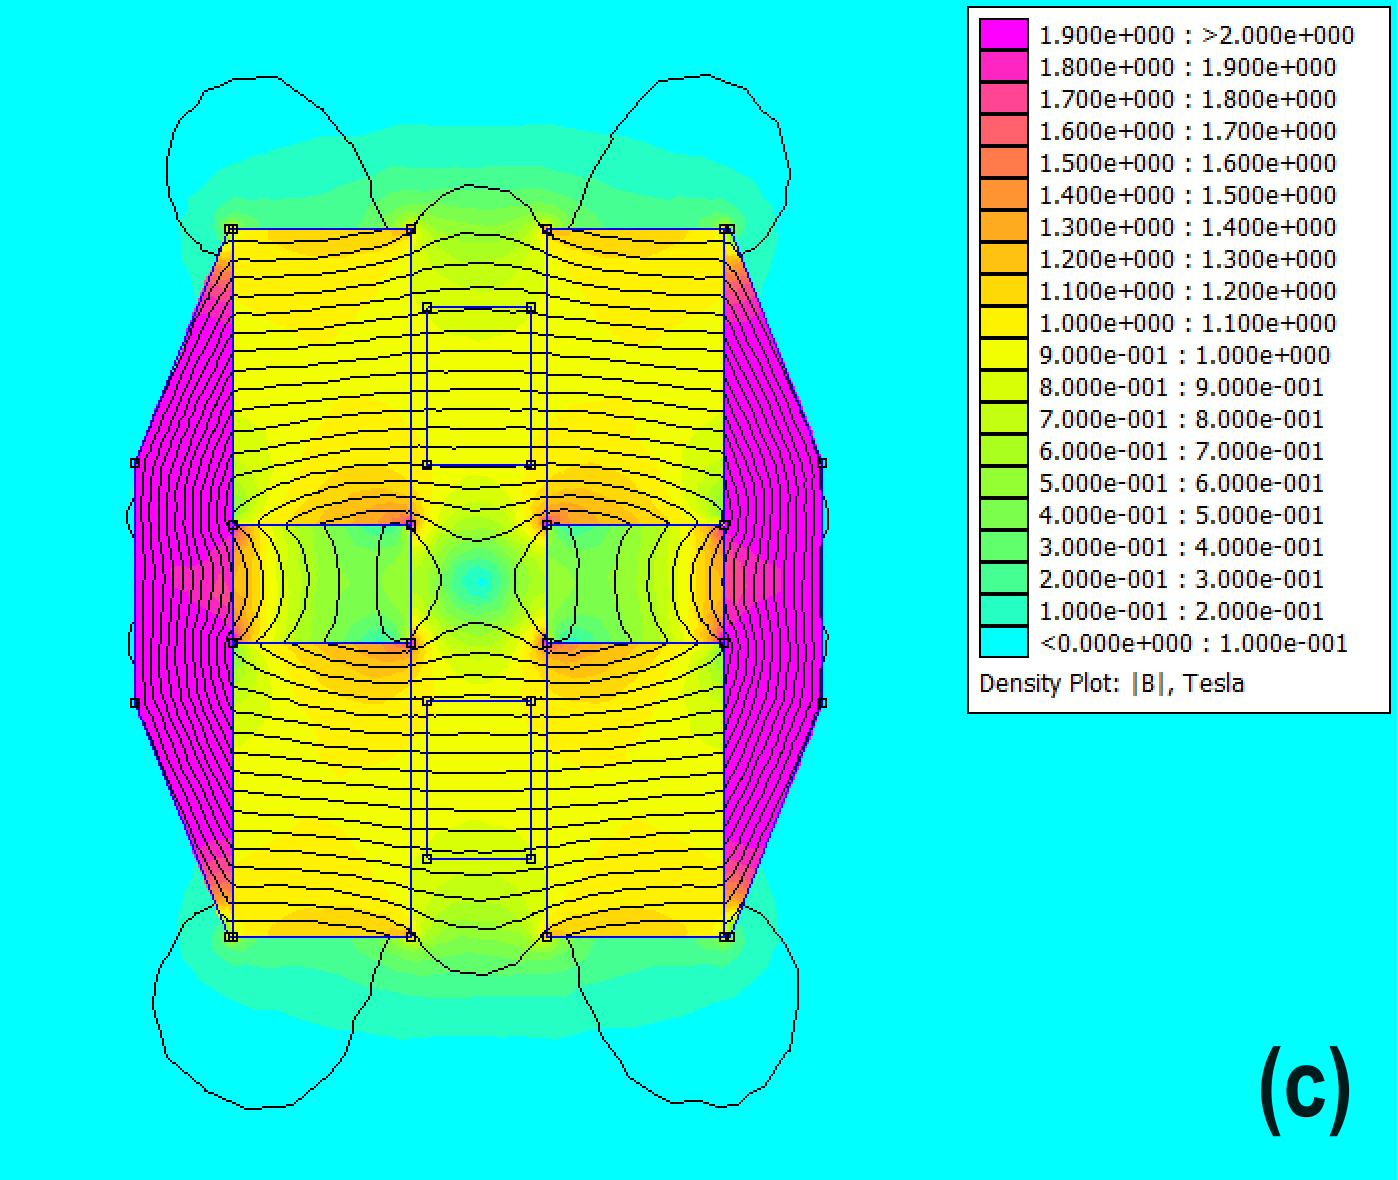 1.900e+000 : >2.000e+000
1.800e+000 : 1.900e+000
1.700e+000 : 1.800e+000
1.600e+000 : 1.700e+000
1.500e+000 : 1.600e+000
1.400e+000 : 1.500e+000
1.300e+000 : 1.400e+000
1.200e+000 : 1.300e+000
1.100e+000 : 1.200e+000
1.000e+000 : 1.100e+000
9.000e-001 : 1.000e+000
8.000e-001 : 9.000e-001
7.000e-001 : 8.000e-001
6.000e-001 : 7.000e-001
5.000e-001 : 6.000e-001
4.000e-001 : 5.000e-001
3.000e-001 : 4.000e-001
2.000e-001 : 3.000e-001
1.000e-001 : 2.000e-001
<0.000e+000 : 1.000e-001
Density Plot: |B|, Tesla
(c)